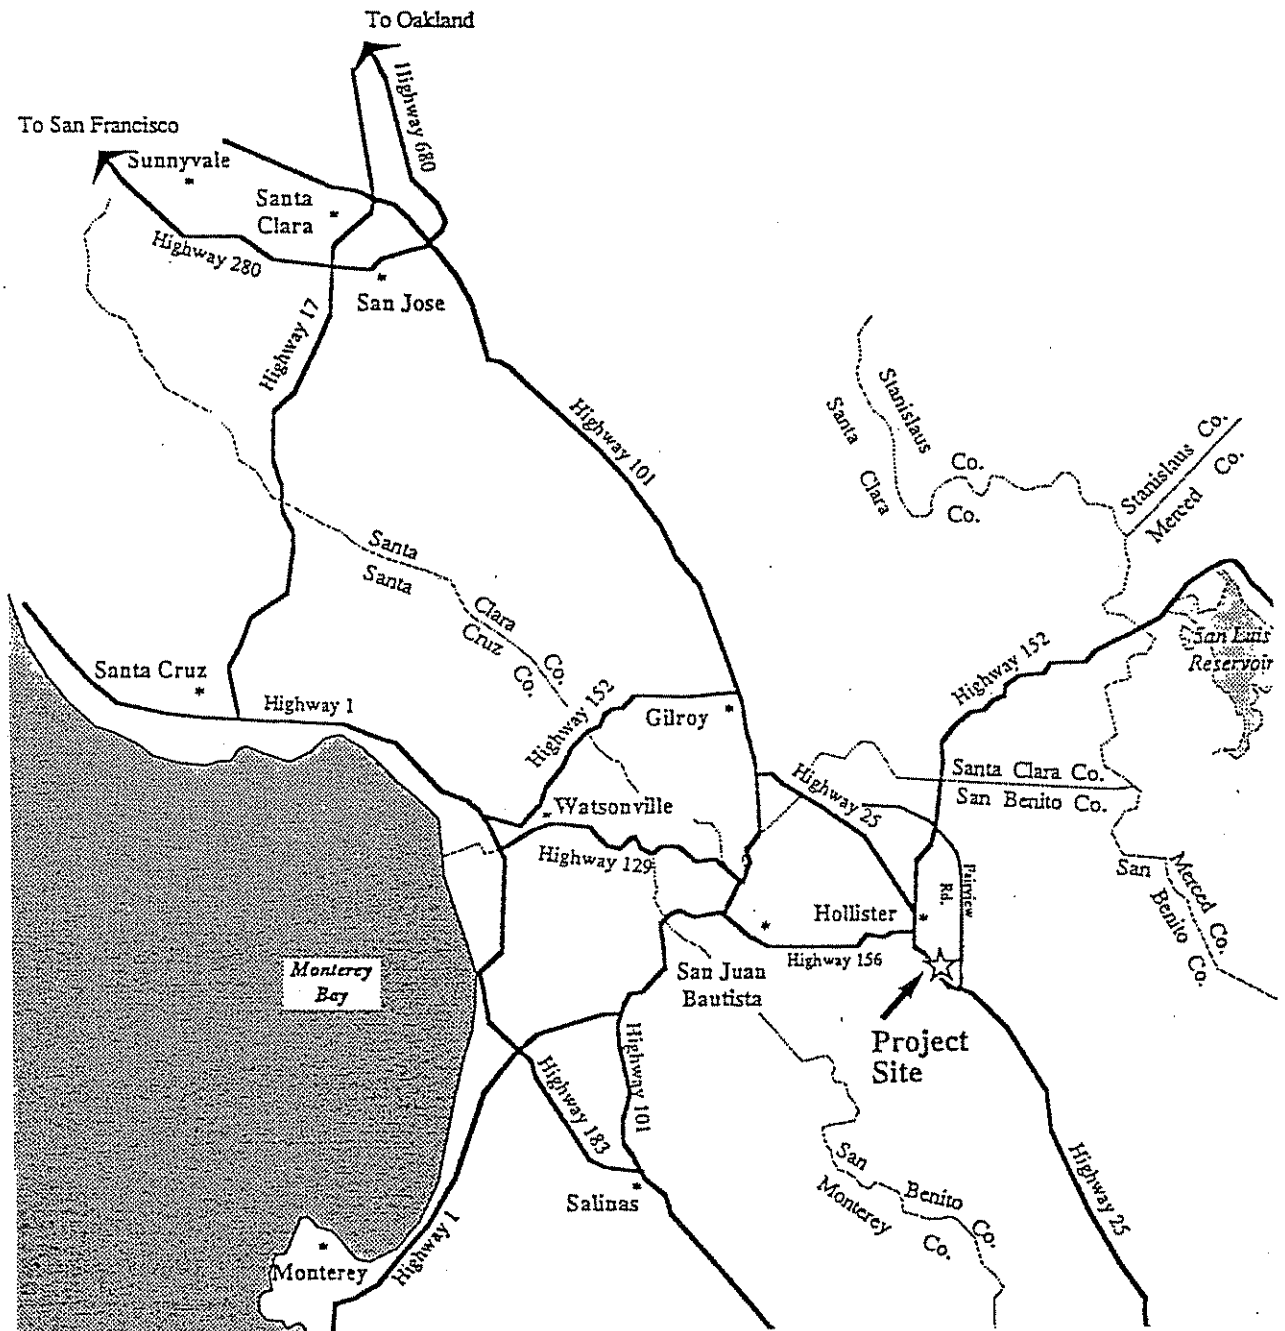 To Oakland
Highway 680
To San Francisco
Sunnyvale
Santa
Clara
Highway 280
San Jose
Highway 17
Highway 101
Stanislaus Co.
Santa Clara Co.
Stanislaus Co.
Merced Co.
Santa Clara Co.
Santa Cruz Co.
San Luis
Reservoir
Highway 152
Santa Cruz
Highway 1
Highway 152
Gilroy
Santa Clara Co.
San Benito Co.
Highway 25
Watsonville
Highway 129
Fairview
Rd.
San Benito Co.
Merced Co.
Hollister
Highway 156
San Juan
Bautista
Monterey
Bay
Project
Site
Highway 101
Highway 183
Salinas
San Benito Co.
Monterey Co.
Highway 25
Highway 1
Monterey